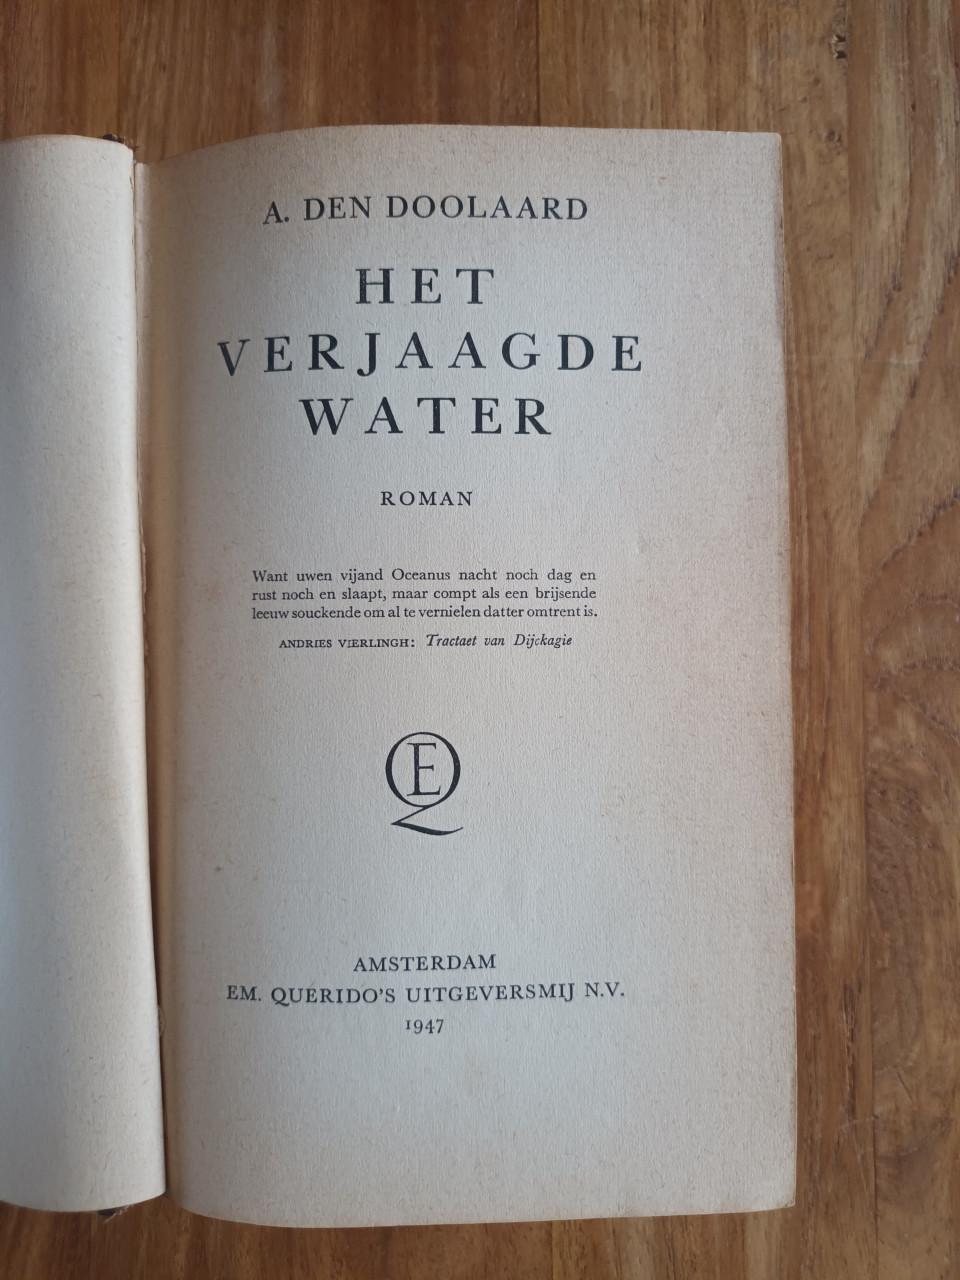 A. DEN DOOLAARD
HET
VERJAAGDE
WATER
ROMAN
Want uwen vijand Oceanus nacht noch dag en
rust noch en slaapt, maar compt als een brijsende
leeuw souckende om al te vernielen datter omtrent is.
ANDRIES VIERLINGH: Tractaet van Dijckagie
EQ
AMSTERDAM
EM. QUERIDO'S UITGEVERSMIJ N.V.
1947